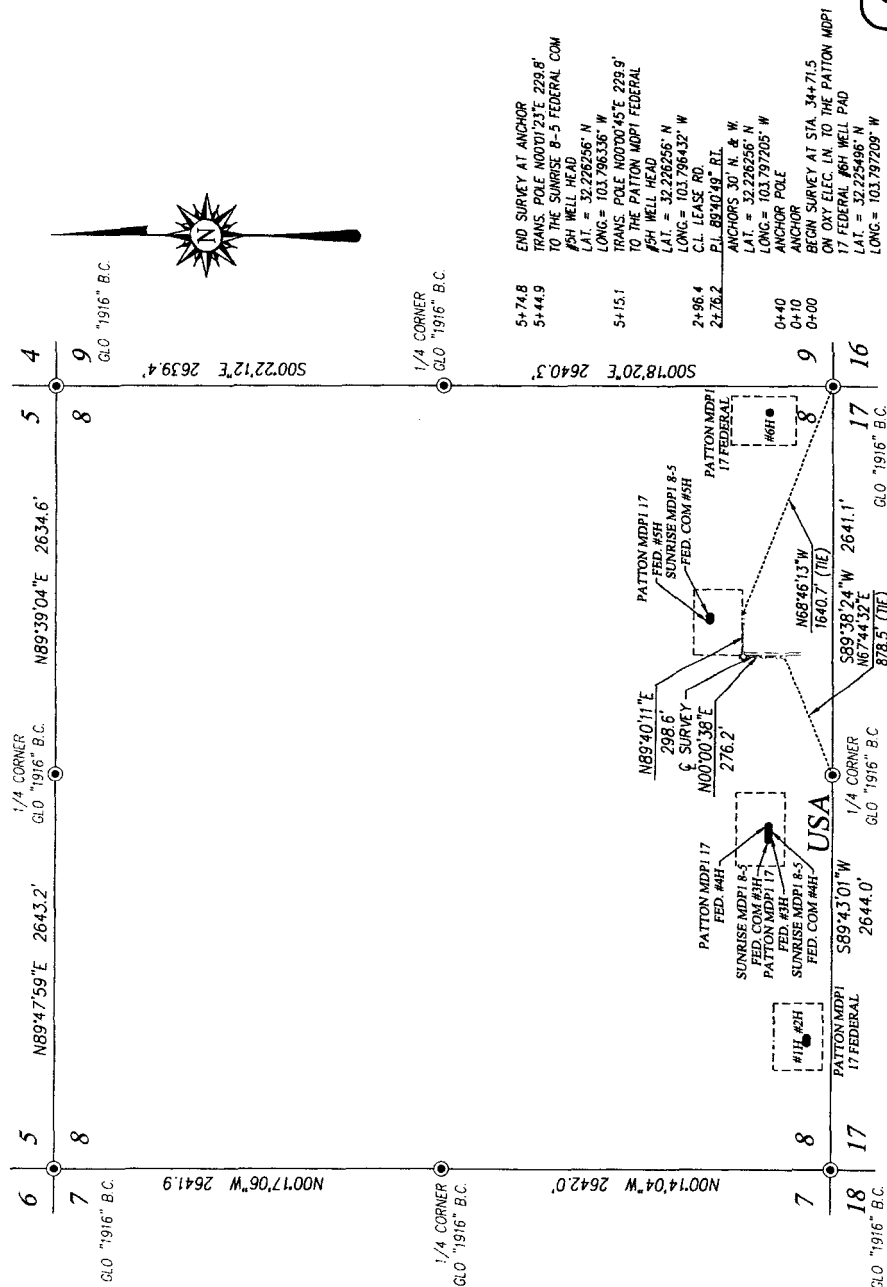 6
5
7
8
GLO "1916" B.C.
N89°47'59"E 2643.2'
1/4 CORNER
GLO "1916" B.C.
N89°39'04"E 2634.6'
5
4
8
9
GLO "1916" B.C.
N
N00°17'06"W 2641.9
1/4 CORNER
GLO "1916" B.C.
N00°14'04"W 2642.0'
S00°22'12"E 2639.4'
1/4 CORNER
GLO "1916" B.C.
S00°18'20"E 2640.3'
PATTON MDP1 17
FED. #5H
SUNRISE MDP1 8-5
FED. COM #5H
PATTON MDP1
17 FEDERAL
#6H
N89°40'11"E
298.6'
℄ SURVEY
N00°00'38"E
276.2'
PATTON MDP1 17
FED. #4H
SUNRISE MDP1 8-5
FED. COM #3H
PATTON MDP1 17
FED. #3H
SUNRISE MDP1 8-5
FED. COM #4H
#1H #2H
PATTON MDP1
17 FEDERAL
USA
N68°46'13"W
1640.7' (TIE)
N67°44'32"E
878.5' (TIE)
7
8
18
17
GLO "1916" B.C.
S89°43'01"W
2644.0'
1/4 CORNER
GLO "1916" B.C.
S89°38'24"W 2641.1'
8
9
17
16
GLO "1916" B.C.
5+74.8 END SURVEY AT ANCHOR
5+44.9 TRANS. POLE N00°01'23"E 229.8'
TO THE SUNRISE 8-5 FEDERAL COM
#5H WELL HEAD
LAT. = 32.226256° N
LONG.= 103.796336° W
5+15.1 TRANS. POLE N00°00'45"E 229.9'
TO THE PATTON MDP1 FEDERAL
#5H WELL HEAD
LAT. = 32.226256° N
LONG.= 103.796432° W
2+96.4 C.L. LEASE RD.
2+76.2 P.I. 89°40'49" RT.
ANCHORS 30' N. & W.
LAT. = 32.226256° N
LONG.= 103.797205° W
0+40 ANCHOR POLE
0+10 ANCHOR
0+00 BEGIN SURVEY AT STA. 34+71.5
ON OXY ELEC. LN. TO THE PATTON MDP1
17 FEDERAL #6H WELL PAD
LAT. = 32.225496° N
LONG.= 103.797209° W